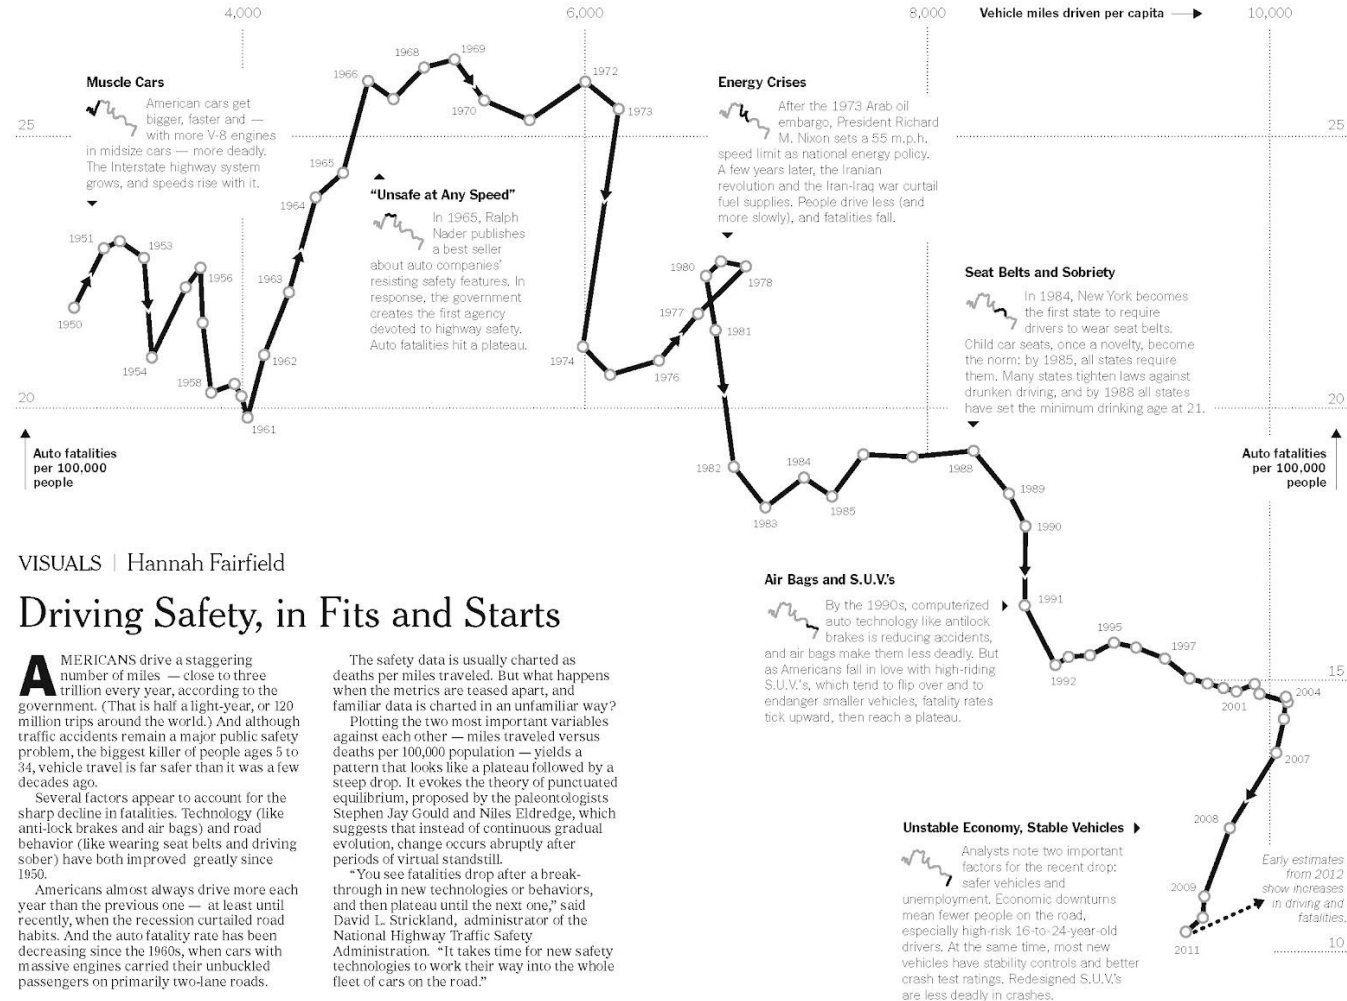 4,000
6,000
8,000
Vehicle miles driven per capita
10,000
25
25
20
20
15
10
Auto fatalities
per 100,000
people
Auto fatalities
per 100,000
people
Muscle Cars
American cars get
bigger, faster and —
with more V-8 engines
in midsize cars — more deadly.
The Interstate highway system
grows, and speeds rise with it.
"Unsafe at Any Speed"
In 1965, Ralph
Nader publishes
a best seller
about auto companies'
resisting safety features. In
response, the government
creates the first agency
devoted to highway safety.
Auto fatalities hit a plateau.
Energy Crises
After the 1973 Arab oil
embargo, President Richard
M. Nixon sets a 55 m.p.h.
speed limit as national energy policy.
A few years later, the Iranian
revolution and the Iran-Iraq war curtail
fuel supplies. People drive less (and
more slowly), and fatalities fall.
Seat Belts and Sobriety
In 1984, New York becomes
the first state to require
drivers to wear seat belts.
Child car seats, once a novelty, become
the norm: by 1985, all states require
them. Many states tighten laws against
drunken driving, and by 1988 all states
have set the minimum drinking age at 21.
Air Bags and S.U.V.'s
By the 1990s, computerized
auto technology like antilock
brakes is reducing accidents,
and air bags make them less deadly. But
as Americans fall in love with high-riding
S.U.V.'s, which tend to flip over and to
endanger smaller vehicles, fatality rates
tick upward, then reach a plateau.
Unstable Economy, Stable Vehicles
Analysts note two important
factors for the recent drop:
safer vehicles and
unemployment. Economic downturns
mean fewer people on the road,
especially high-risk 16-to-24-year-old
drivers. At the same time, most new
vehicles have stability controls and better
crash test ratings. Redesigned S.U.V.'s
are less deadly in crashes.
Early estimates
from 2012
show increases
in driving and
fatalities.
1950
1951
1953
1954
1956
1958
1961
1962
1963
1964
1965
1966
1968
1969
1970
1972
1973
1974
1976
1977
1978
1980
1981
1982
1983
1984
1985
1988
1989
1990
1991
1992
1995
1997
2001
2004
2007
2008
2009
2011
VISUALS | Hannah Fairfield
Driving Safety, in Fits and Starts
AMERICANS drive a staggering
number of miles — close to three
trillion every year, according to the
government. (That is half a light-year, or 120
million trips around the world.) And although
traffic accidents remain a major public safety
problem, the biggest killer of people ages 5 to
34, vehicle travel is far safer than it was a few
decades ago.
Several factors appear to account for the
sharp decline in fatalities. Technology (like
anti-lock brakes and air bags) and road
behavior (like wearing seat belts and driving
sober) have both improved greatly since
1950.
Americans almost always drive more each
year than the previous one — at least until
recently, when the recession curtailed road
habits. And the auto fatality rate has been
decreasing since the 1960s, when cars with
massive engines carried their unbuckled
passengers on primarily two-lane roads.
The safety data is usually charted as
deaths per miles traveled. But what happens
when the metrics are teased apart, and
familiar data is charted in an unfamiliar way?
Plotting the two most important variables
against each other — miles traveled versus
deaths per 100,000 population — yields a
pattern that looks like a plateau followed by a
steep drop. It evokes the theory of punctuated
equilibrium, proposed by the paleontologists
Stephen Jay Gould and Niles Eldredge, which
suggests that instead of continuous gradual
evolution, change occurs abruptly after
periods of virtual standstill.
"You see fatalities drop after a break-
through in new technologies or behaviors,
and then plateau until the next one," said
David L. Strickland, administrator of the
National Highway Traffic Safety
Administration. "It takes time for new safety
technologies to work their way into the whole
fleet of cars on the road."